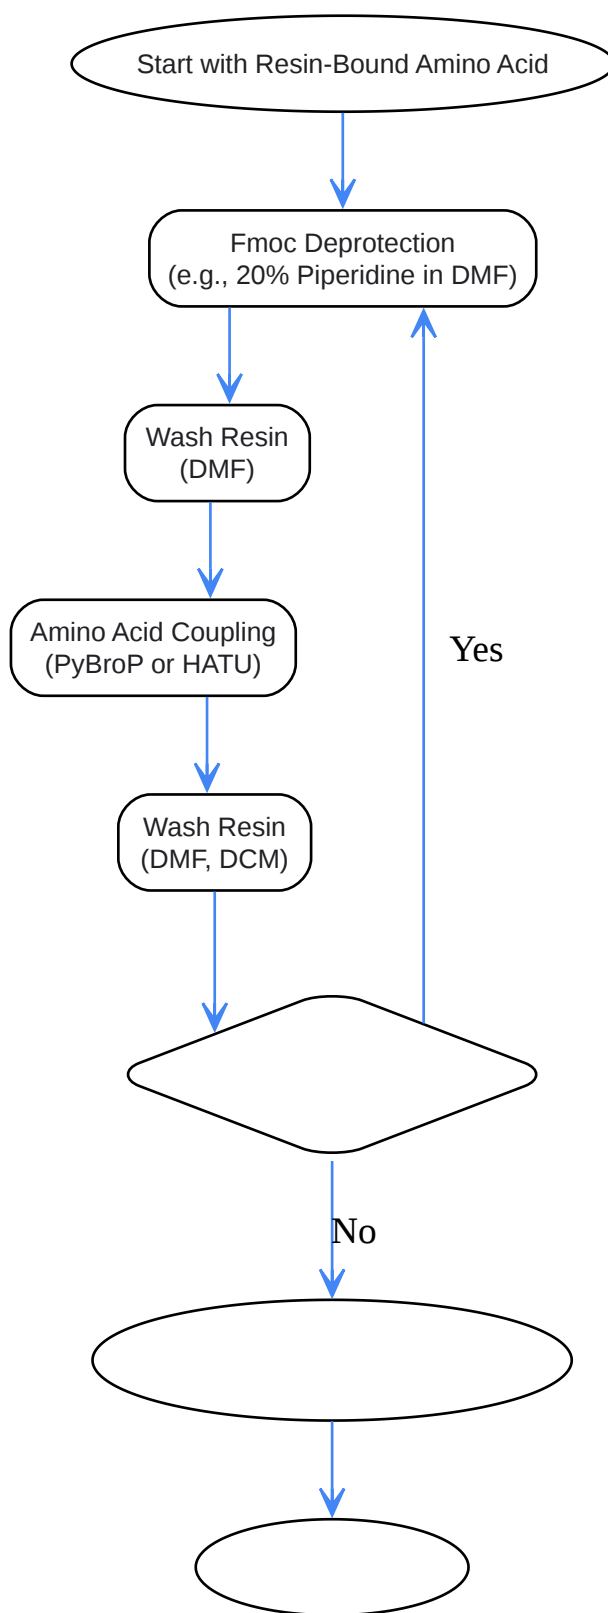 Start with Resin-Bound Amino Acid
Fmoc Deprotection
(e.g., 20% Piperidine in DMF)
Wash Resin
(DMF)
Amino Acid Coupling
(PyBroP or HATU)
Yes
Wash Resin
(DMF, DCM)
No